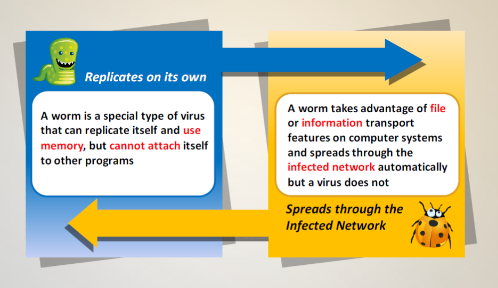 Replicates on its own
A worm is a special type of virus
that can replicate itself and use
memory, but cannot attach itself
to other programs
A worm takes advantage of file
or information transport
features on computer systems
and spreads through the
infected network automatically
but a virus does not
Spreads through the
Infected Network